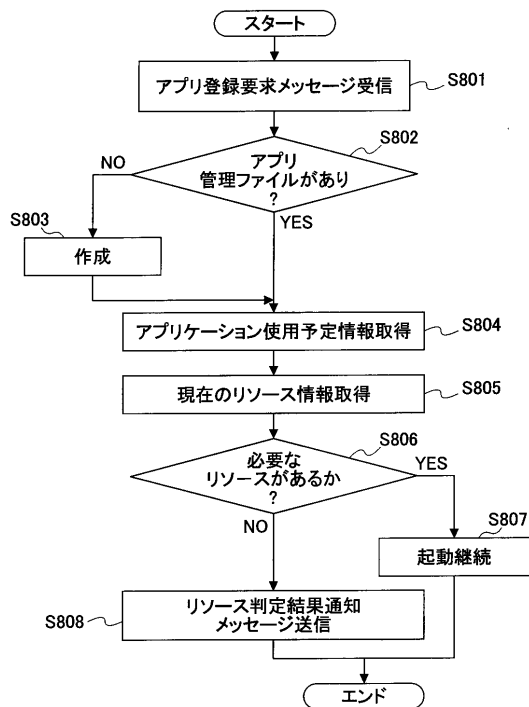 スタート
アプリ登録要求メッセージ受信
S801
S802
アプリ
管理ファイルがあり
?
NO
YES
S803
作成
アプリケーション使用予定情報取得
S804
現在のリソース情報取得
S805
S806
必要な
リソースがあるか
?
YES
NO
S807
起動継続
リソース判定結果通知
メッセージ送信
S808
エンド